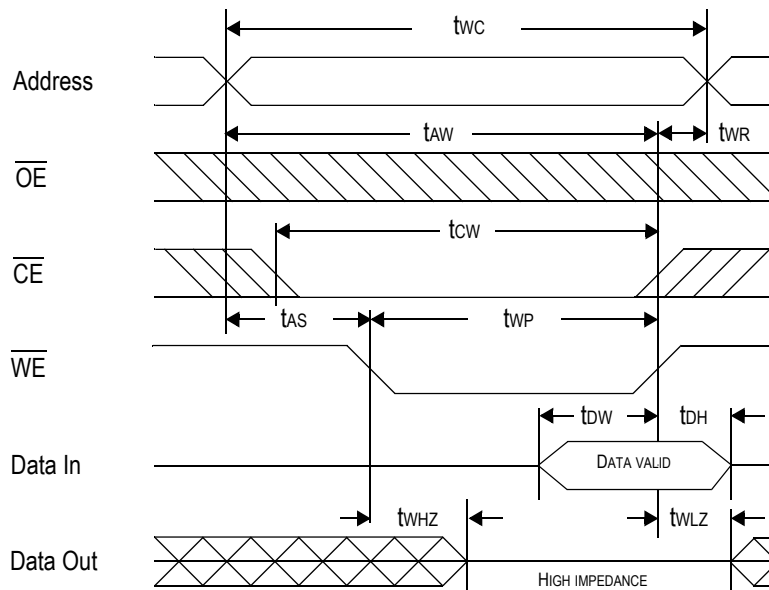 tWC
Address
tAW
tWR
OE
tCW
CE
tAS
tWP
WE
tDW
tDH
Data In
DATA VALID
tWHZ
tWLZ
Data Out
HIGH IMPEDANCE